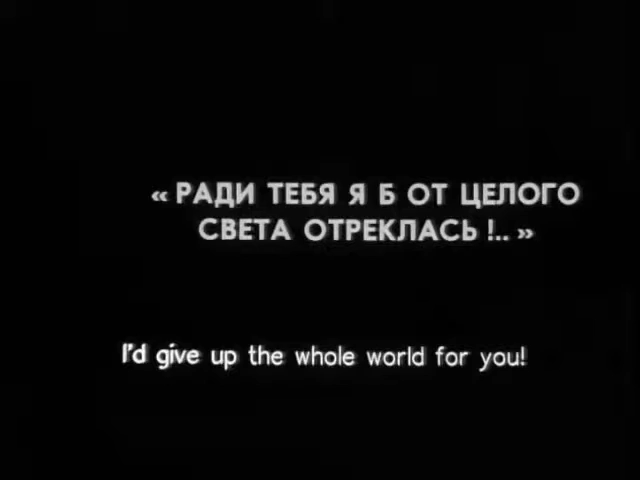 « РАДИ ТЕБЯ Я Б ОТ ЦЕЛОГО
СВЕТА ОТРЕКЛАСЬ !.. »
I'd give up the whole world for you!